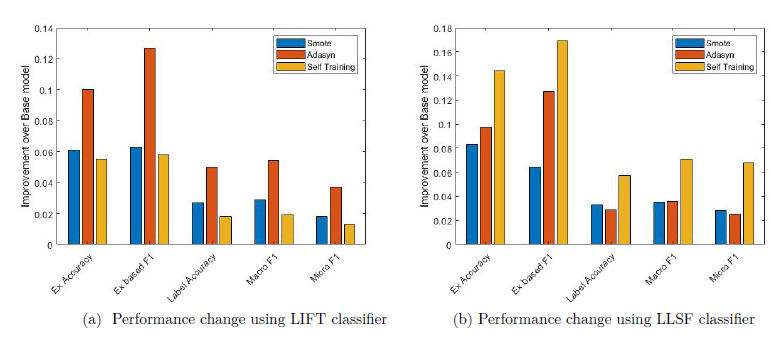 0.14
0.12
0.1
0.08
0.06
0.04
0.02
0
Improvement over Base model
Smote
Adasyn
Self Training
Ex Accuracy
Ex based F1
Label Accuracy
Macro F1
Micro F1
(a) Performance change using LIFT classifier
0.18
0.16
0.14
0.12
0.1
0.08
0.06
0.04
0.02
0
Improvement over Base model
Smote
Adasyn
Self Training
Ex Accuracy
Ex based F1
Label Accuracy
Macro F1
Micro F1
(b) Performance change using LLSF classifier